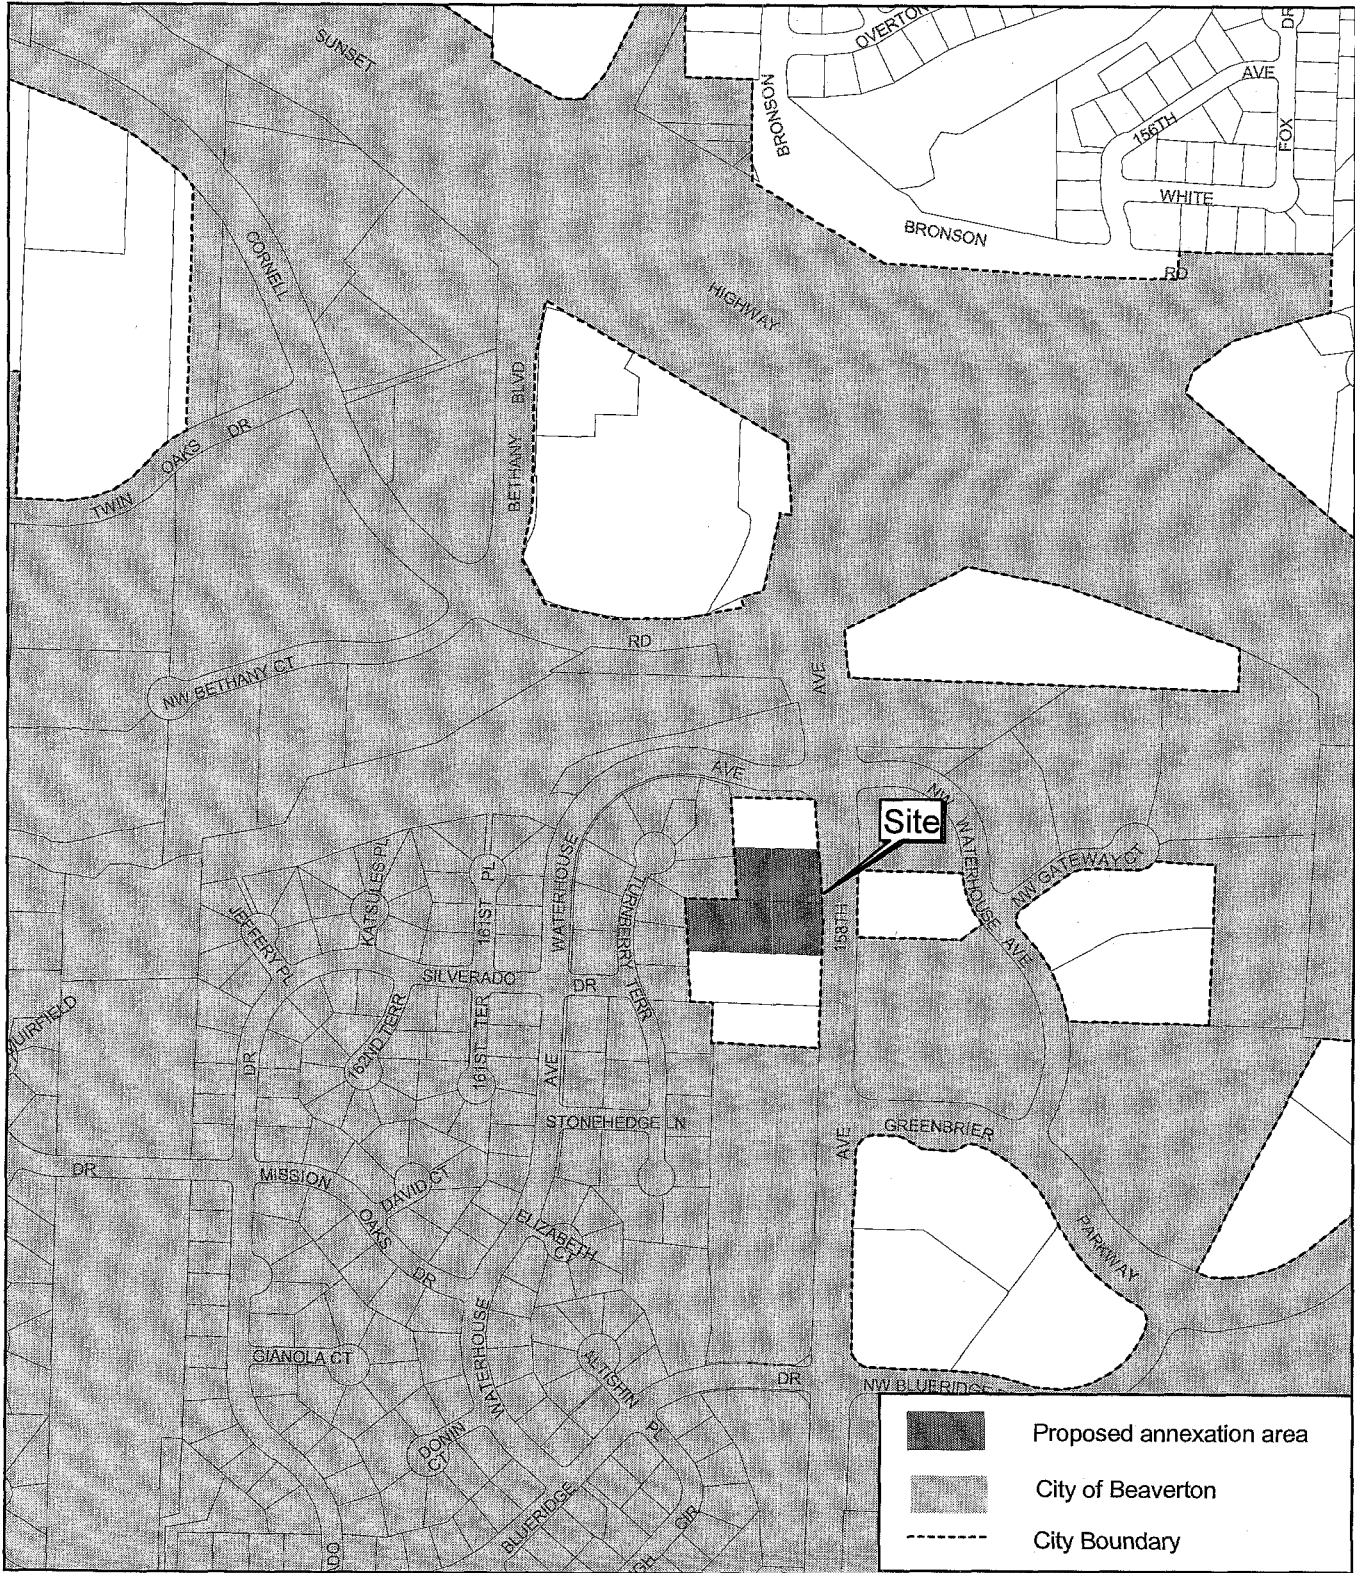 SUNSET
OVERTON
DR
BRONSON
AVE
156TH
FOX
WHITE
BRONSON
RD
CORNELL
HIGHWAY
BETHANY BLVD
OAKS DR
TWIN
RD
AVE
NW BETHANY CT
AVE
NW
WATERHOUSE AVE
Site
NW GATEWAY CT
KATSULES PL
161ST PL
WATERHOUSE
TURNBERRY TERR
JEFFERY PL
158TH
SILVERADO
DR
162ND TERR
161ST TER
AVE
DR
STONEHEDGE LN
GREENBRIER
AVE
DR
MISSION
OAKS
DR
DAVID CT
ELIZABETH
CT
PARKWAY
WATERHOUSE
GIANOLA CT
ALTISHIN
PL
DR
NW BLUERIDGE
DONIN
CT
BLUERIDGE
CIR
Proposed annexation area
City of Beaverton
City Boundary